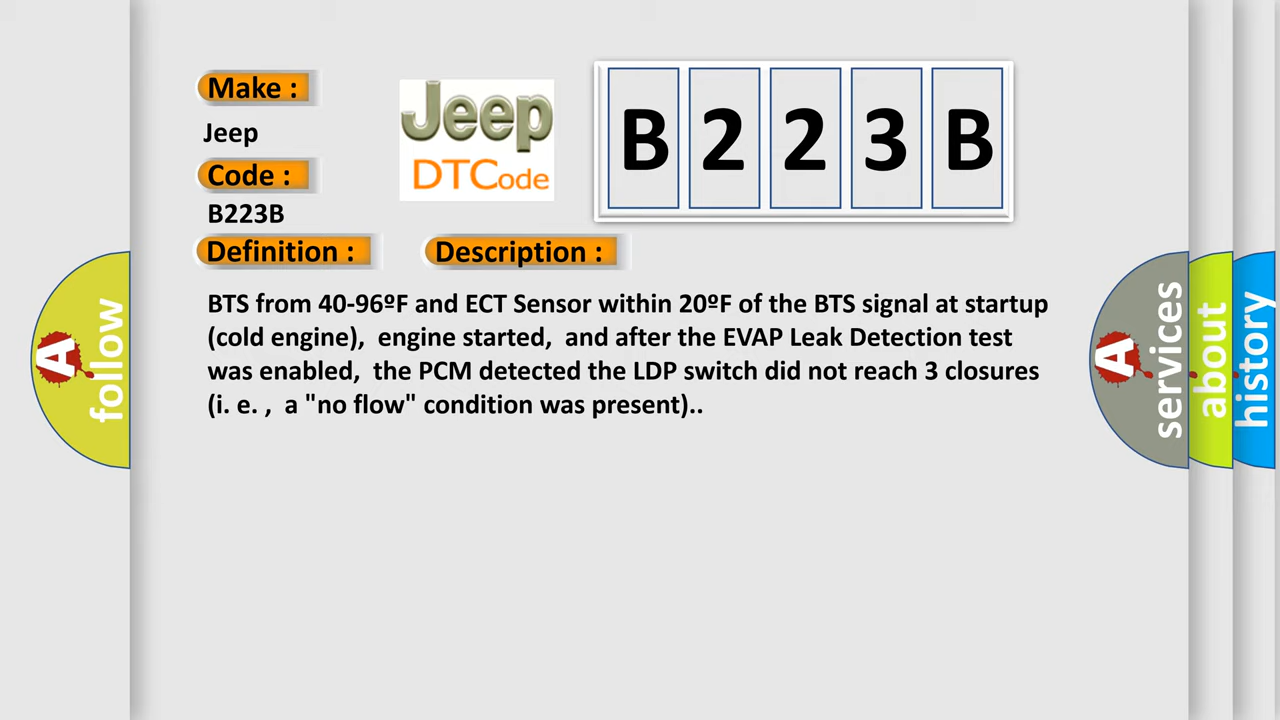 Make :
Jeep
Code :
B223B
Definition :
Description :
Jeep
DTCode
B 2 2 3 B
BTS from 40-96ºF and ECT Sensor within 20ºF of the BTS signal at startup
(cold engine),  engine started,  and after the EVAP Leak Detection test
was enabled,  the PCM detected the LDP switch did not reach 3 closures
(i. e. ,  a "no flow" condition was present)..
A
follow
A
services
about
history